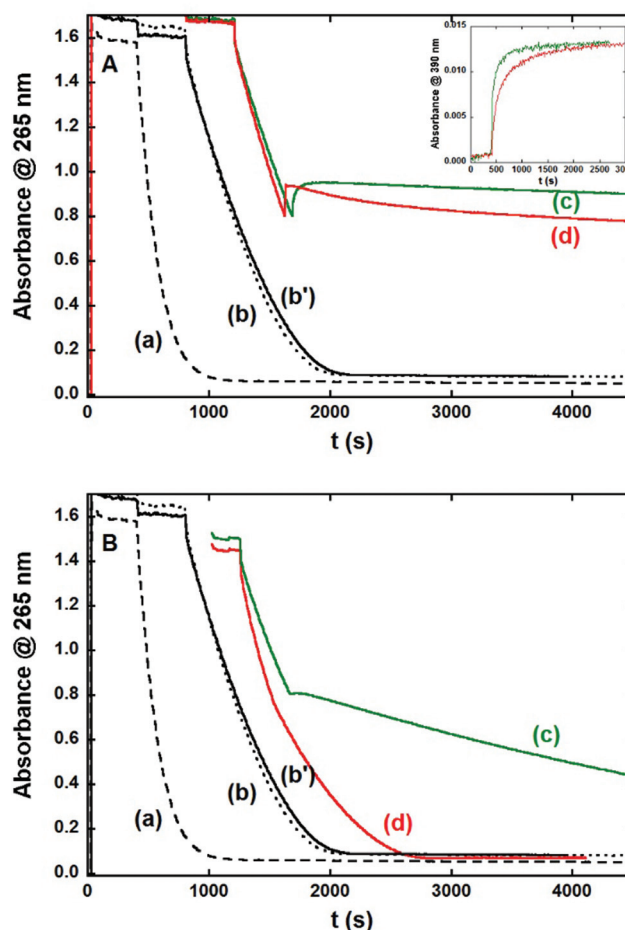 A
Absorbance @ 265 nm
1.6
1.4
1.2
1.0
0.8
0.6
0.4
0.2
0.0
0
1000
2000
3000
4000
t (s)
(a)
(b)
(b')
(c)
(d)
Absorbance @ 390 nm
0.015
0.010
0.005
0.000
0 500 1000 1500 2000 2500 3000
t (s)
B
Absorbance @ 265 nm
1.6
1.4
1.2
1.0
0.8
0.6
0.4
0.2
0.0
0
1000
2000
3000
4000
t (s)
(a)
(b)
(b')
(c)
(d)